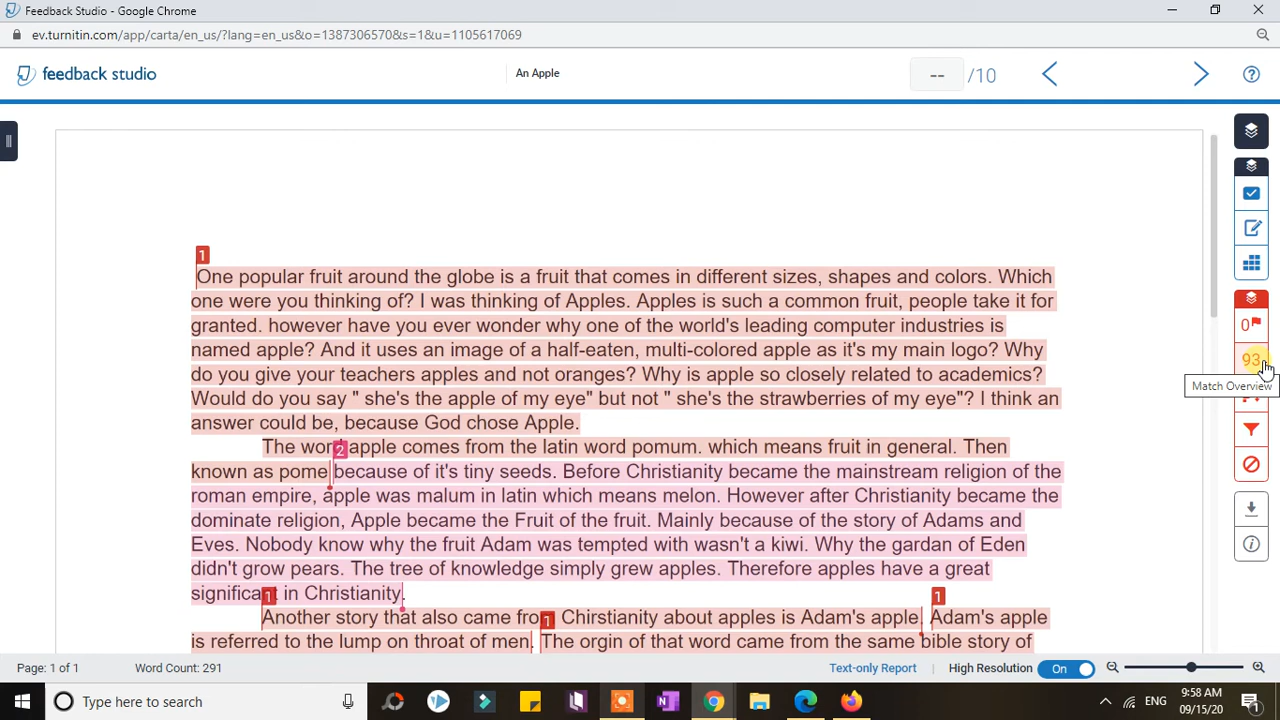 Feedback Studio - Google Chrome
ev.turnitin.com/app/carta/en_us/?lang=en_us&o=1387306570&s=1&u=1105617069
feedback studio
An Apple
-- /10
1
One popular fruit around the globe is a fruit that comes in different sizes, shapes and colors. Which
one were you thinking of? I was thinking of Apples. Apples is such a common fruit, people take it for
granted. however have you ever wonder why one of the world's leading computer industries is
named apple? And it uses an image of a half-eaten, multi-colored apple as it's my main logo? Why
do you give your teachers apples and not oranges? Why is apple so closely related to academics?
Would do you say " she's the apple of my eye" but not " she's the strawberries of my eye"? I think an
answer could be, because God chose Apple.
2
The word apple comes from the latin word pomum. which means fruit in general. Then
known as pome because of it's tiny seeds. Before Christianity became the mainstream religion of the
roman empire, apple was malum in latin which means melon. However after Christianity became the
dominate religion, Apple became the Fruit of the fruit. Mainly because of the story of Adams and
Eves. Nobody know why the fruit Adam was tempted with wasn't a kiwi. Why the gardan of Eden
didn't grow pears. The tree of knowledge simply grew apples. Therefore apples have a great
significant in Christianity.
1 1 1
Another story that also came fro Chirstianity about apples is Adam's apple. Adam's apple
is referred to the lump on throat of men. The orgin of that word came from the same bible story of
0
93
Match Overview
Page: 1 of 1
Word Count: 291
Text-only Report
High Resolution
On
Type here to search
ENG
9:58 AM
09/15/20
1